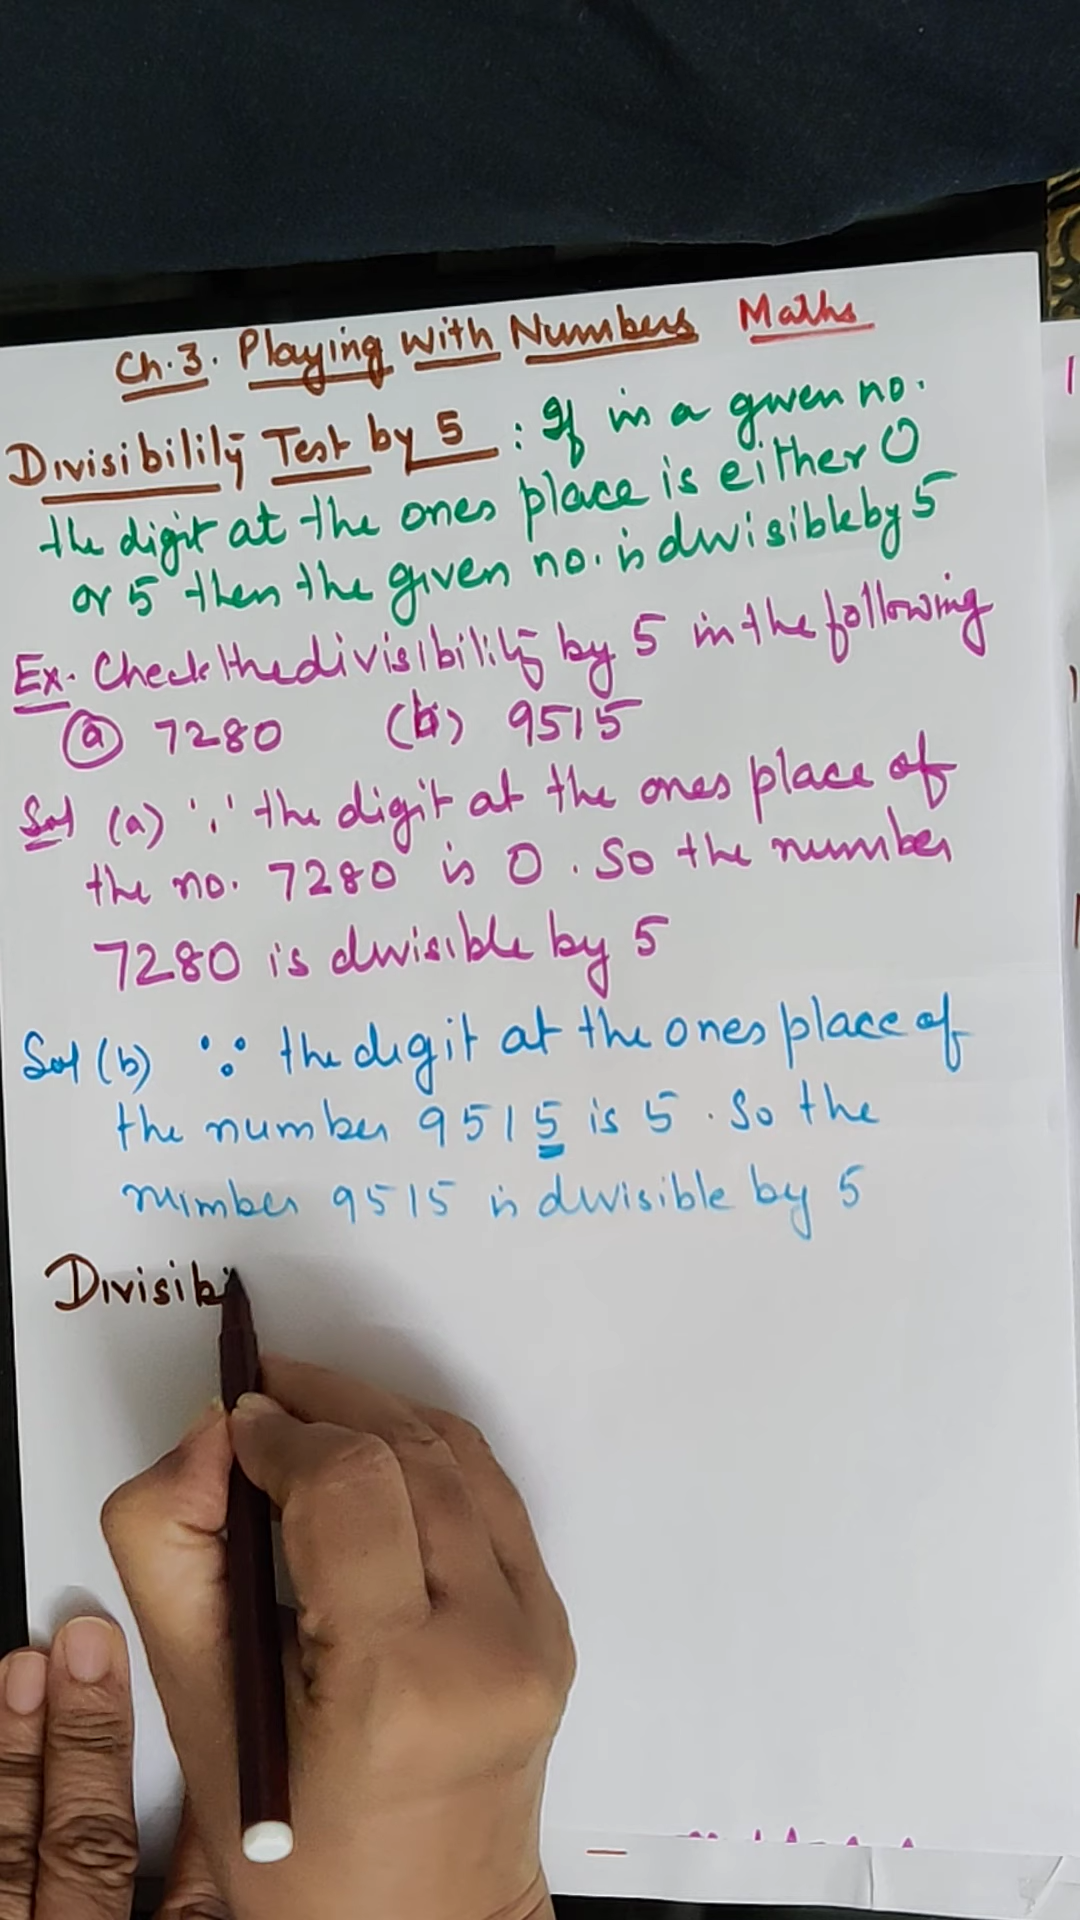 Ch.3. Playing with Numbers Maths
Divisibility Test by 5 : If in a given no.
the digit at the ones place is either 0
or 5 then the given no. is divisible by 5
Ex. Check the divisibility by 5 in the following
(a) 7280 (b) 9515
Sol (a) ∵ the digit at the ones place of
the no. 7280 is 0. So the number
7280 is divisible by 5
Sol (b) ∵ the digit at the ones place of
the number 9515 is 5. So the
number 9515 is divisible by 5
Divisib